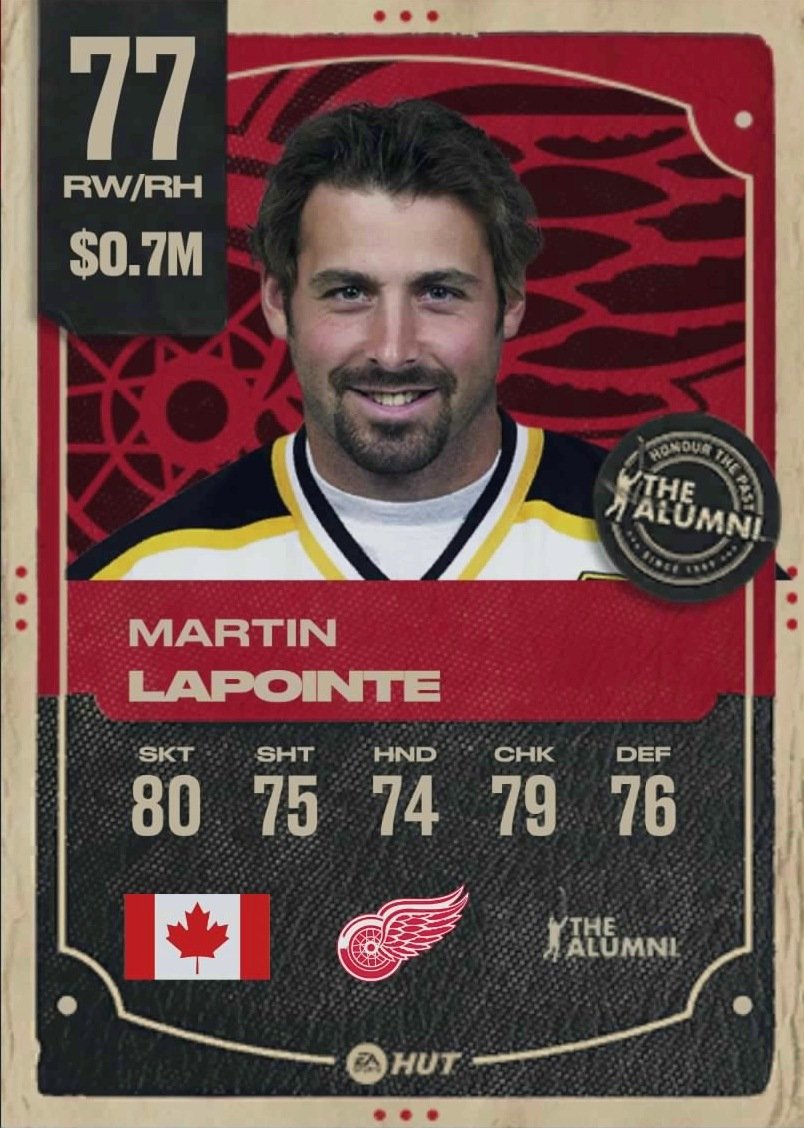 77
RW/RH
$0.7M
HONOUR THE PAST
THE
ALUMNI
MARTIN
LAPOINTE
SKT SHT HND CHK DEF
80 75 74 79 76
THE
ALUMNI
EA
HUT